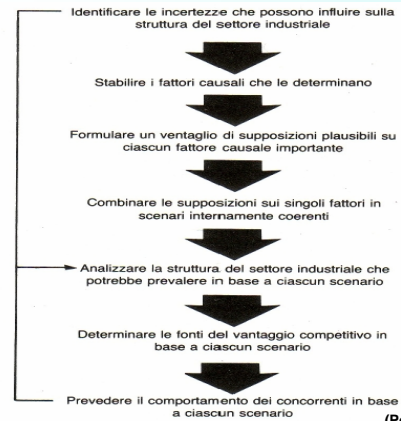 Identificare le incertezze che possono influire sulla
struttura del settore industriale
Stabilire i fattori causali che le determinano
Formulare un ventaglio di supposizioni plausibili su
ciascun fattore causale importante
Combinare le supposizioni sui singoli fattori in
scenari internamente coerenti
Analizzare la struttura del settore industriale che
potrebbe prevalere in base a ciascun scenario
Determinare le fonti del vantaggio competitivo in
base a ciascun scenario
Prevedere il comportamento dei concorrenti in base
a ciascun scenario